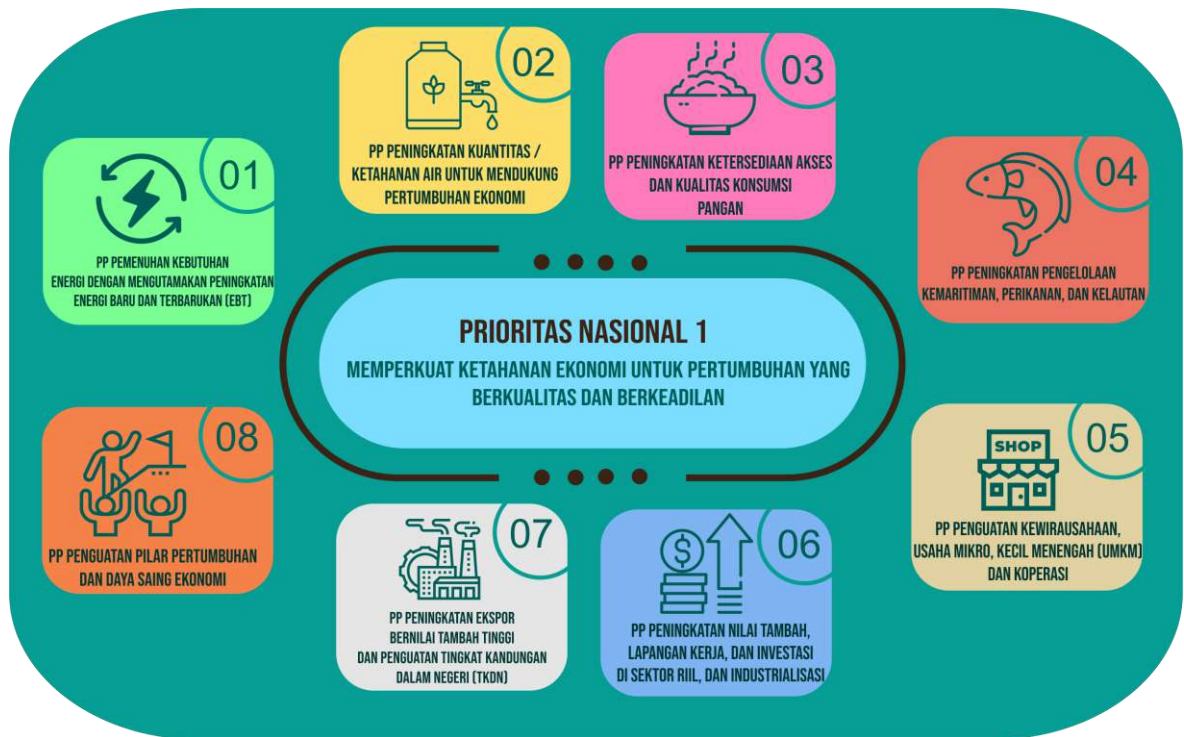 01
PP PEMENUHAN KEBUTUHAN
ENERGI DENGAN MENGUTAMAKAN PENINGKATAN
ENERGI BARU DAN TERBARUKAN (EBT)
02
PP PENINGKATAN KUANTITAS /
KETAHANAN AIR UNTUK MENDUKUNG
PERTUMBUHAN EKONOMI
03
PP PENINGKATAN KETERSEDIAAN AKSES
DAN KUALITAS KONSUMSI
PANGAN
04
PP PENINGKATAN PENGELOLAAN
KEMARITIMAN, PERIKANAN, DAN KELAUTAN
PRIORITAS NASIONAL 1
MEMPERKUAT KETAHANAN EKONOMI UNTUK PERTUMBUHAN YANG
BERKUALITAS DAN BERKEADILAN
SHOP
05
PP PENGUATAN KEWIRAUSAHAAN,
USAHA MIKRO, KECIL MENENGAH (UMKM)
DAN KOPERASI
06
PP PENINGKATAN NILAI TAMBAH,
LAPANGAN KERJA, DAN INVESTASI
DI SEKTOR RIIL, DAN INDUSTRIALISASI
07
PP PENINGKATAN EKSPOR
BERNILAI TAMBAH TINGGI
DAN PENGUATAN TINGKAT KANDUNGAN
DALAM NEGERI (TKDN)
08
PP PENGUATAN PILAR PERTUMBUHAN
DAN DAYA SAING EKONOMI